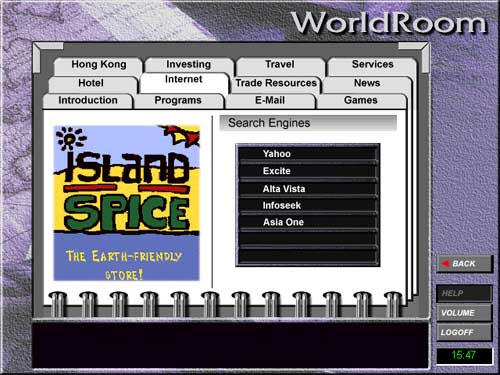 WorldRoom
Hong Kong Investing Travel Services
Hotel Internet Trade Resources News
Introduction Programs E-Mail Games
Search Engines
Yahoo
Excite
Alta Vista
Infoseek
Asia One
ISLAND
SPICE
THE EARTH-FRIENDLY
STORE!
BACK
HELP
VOLUME
LOGOFF
15:47